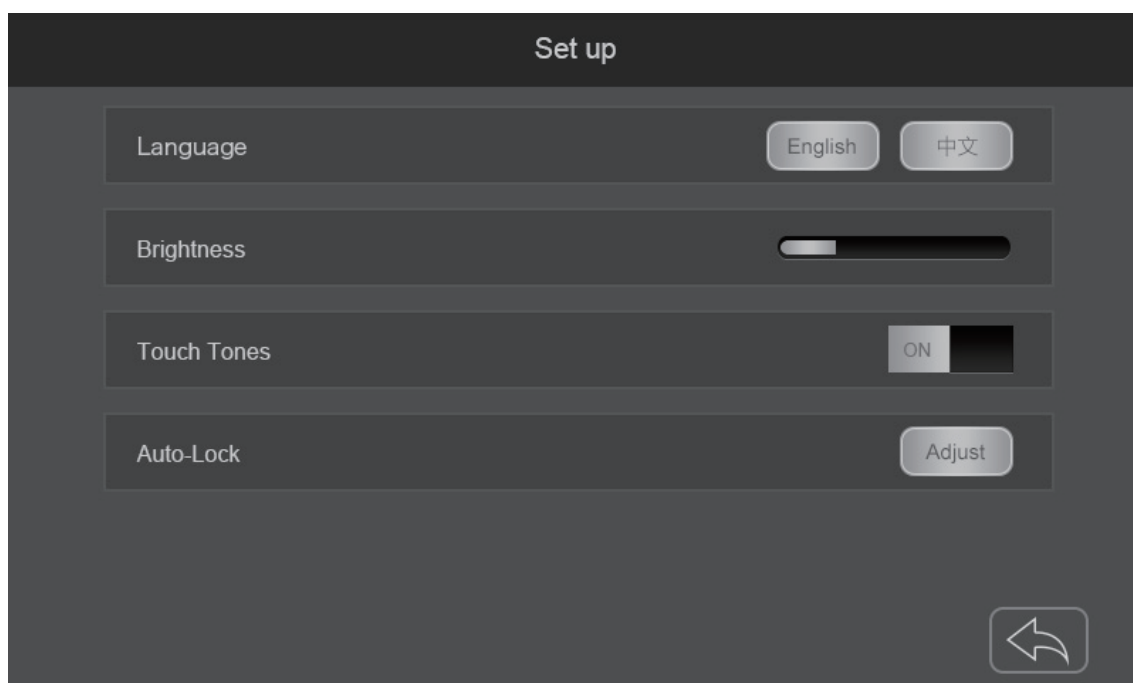 Set up
Language English 中文
Brightness
Touch Tones ON
Auto-Lock Adjust